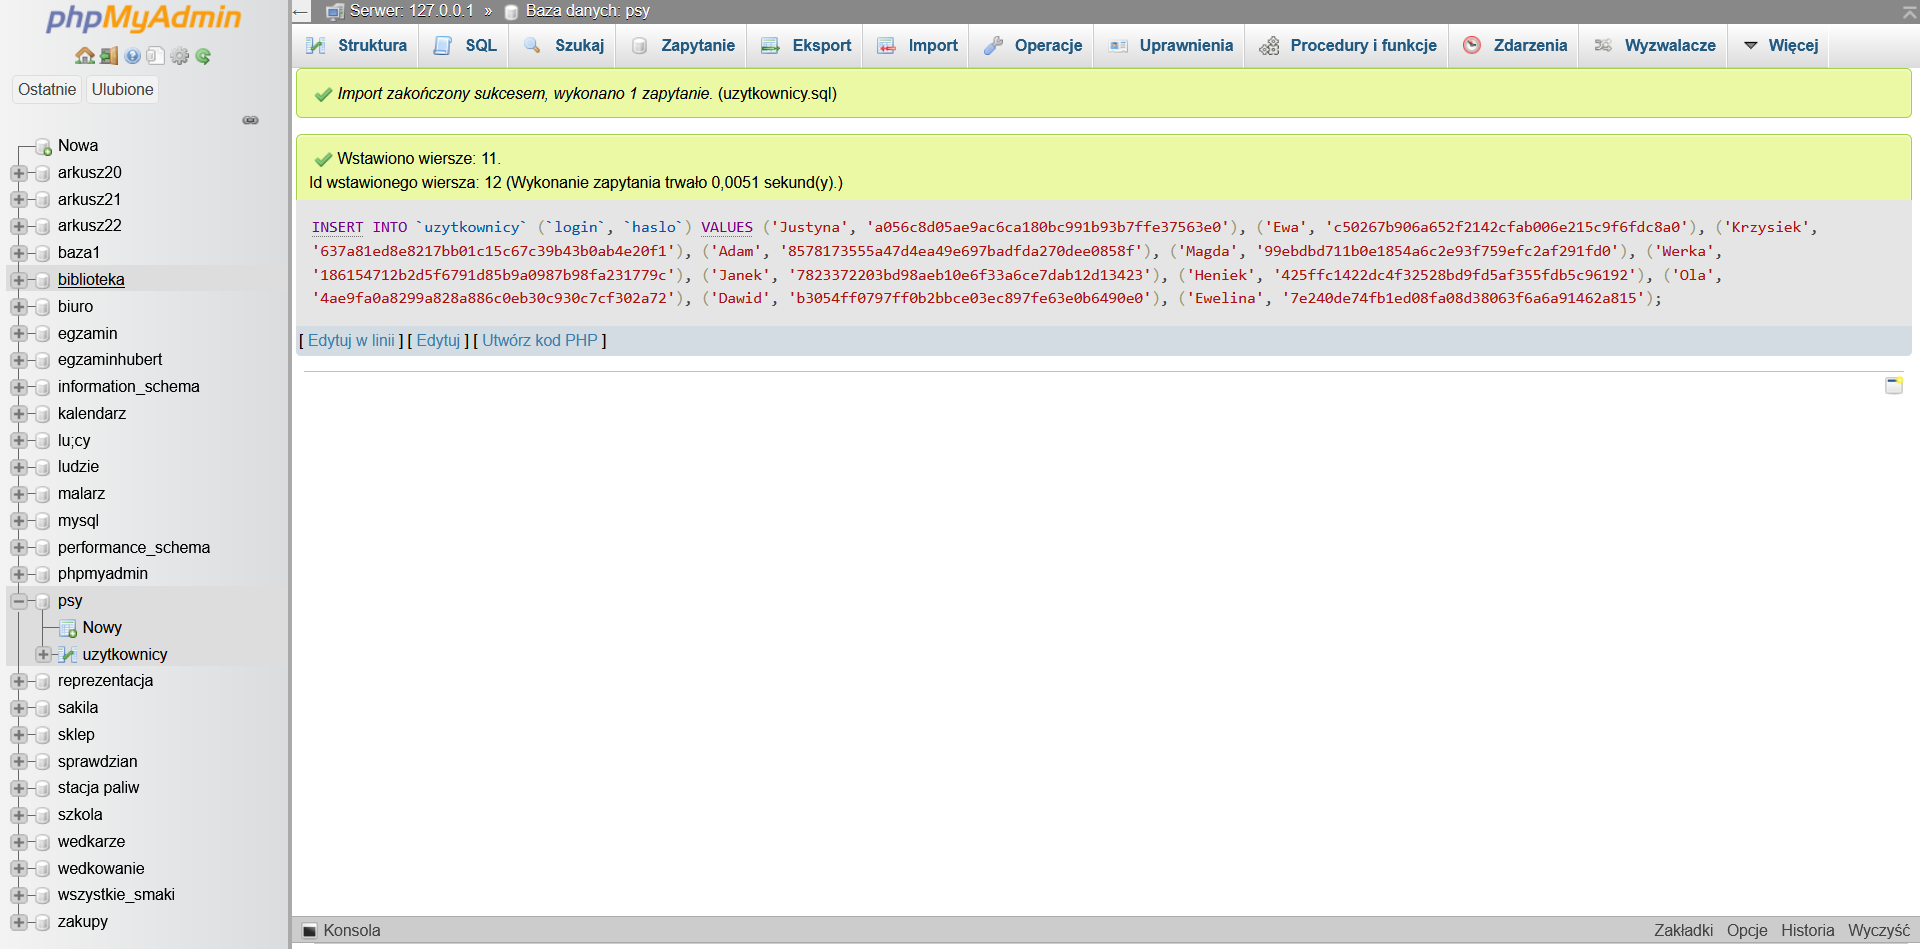 phpMyAdmin
Ostatnie Ulubione
Nowa
arkusz20
arkusz21
arkusz22
baza1
biblioteka
biuro
egzamin
egzaminhubert
information_schema
kalendarz
lu;cy
ludzie
malarz
mysql
performance_schema
phpmyadmin
psy
Nowy
uzytkownicy
reprezentacja
sakila
sklep
sprawdzian
stacja paliw
szkola
wedkarze
wedkowanie
wszystkie_smaki
zakupy
Serwer: 127.0.0.1 » Baza danych: psy
Struktura SQL Szukaj Zapytanie Eksport Import Operacje Uprawnienia Procedury i funkcje Zdarzenia Wyzwalacze Więcej
Import zakończony sukcesem, wykonano 1 zapytanie. (uzytkownicy.sql)
Wstawiono wiersze: 11.
Id wstawionego wiersza: 12 (Wykonanie zapytania trwało 0,0051 sekund(y).)
INSERT INTO `uzytkownicy` (`login`, `haslo`) VALUES ('Justyna', 'a056c8d05ae9ac6ca180bc991b93b7ffe37563e0'), ('Ewa', 'c50267b906a652f2142cfab006e215c9f6fdc8a0'), ('Krzysiek',
'637a81ed8e8217bb01c15c67c39b43b0ab4e20f1'), ('Adam', '8578173555a47d4ea49e697badfda270dee0858f'), ('Magda', '99ebdbd711b0e1854a6c2e93f759efc2af291fd0'), ('Werka',
'186154712b2d5f6791d85b9a0987b98fa231779c'), ('Janek', '7823372203bd98aeb10e6f33a6ce7dab12d13423'), ('Heniek', '425ffc1422dc4f32528bd9fd5af355fdb5c96192'), ('Ola',
'4ae9fa0a8299a828a886c0eb30c930c7cf302a72'), ('Dawid', 'b3054ff0797ff0b2bbce03ec897fe63e0b6490e0'), ('Ewelina', '7e240de74fb1ed08fa08d38063f6a6a91462a815');
[ Edytuj w linii ] [ Edytuj ] [ Utwórz kod PHP ]
Konsola
Zakładki Opcje Historia Wyczyść